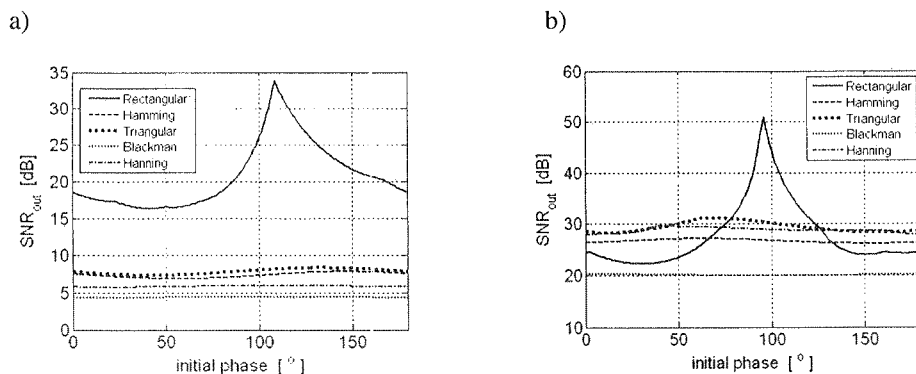 a)
b)
35
30
25
20
15
10
5
0
SNRout [dB]
Rectangular
Hamming
Triangular
Blackman
Hanning
0
50
100
150
initial phase [ º ]
60
50
40
30
20
10
SNRout [dB]
Rectangular
Hamming
Triangular
Blackman
Hanning
0
50
100
150
initial phase [ º ]